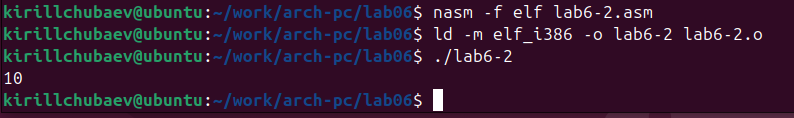 kirillchubaev@ubuntu:~/work/arch-pc/lab06$ nasm -f elf lab6-2.asm
kirillchubaev@ubuntu:~/work/arch-pc/lab06$ ld -m elf_i386 -o lab6-2 lab6-2.o
kirillchubaev@ubuntu:~/work/arch-pc/lab06$ ./lab6-2
10
kirillchubaev@ubuntu:~/work/arch-pc/lab06$